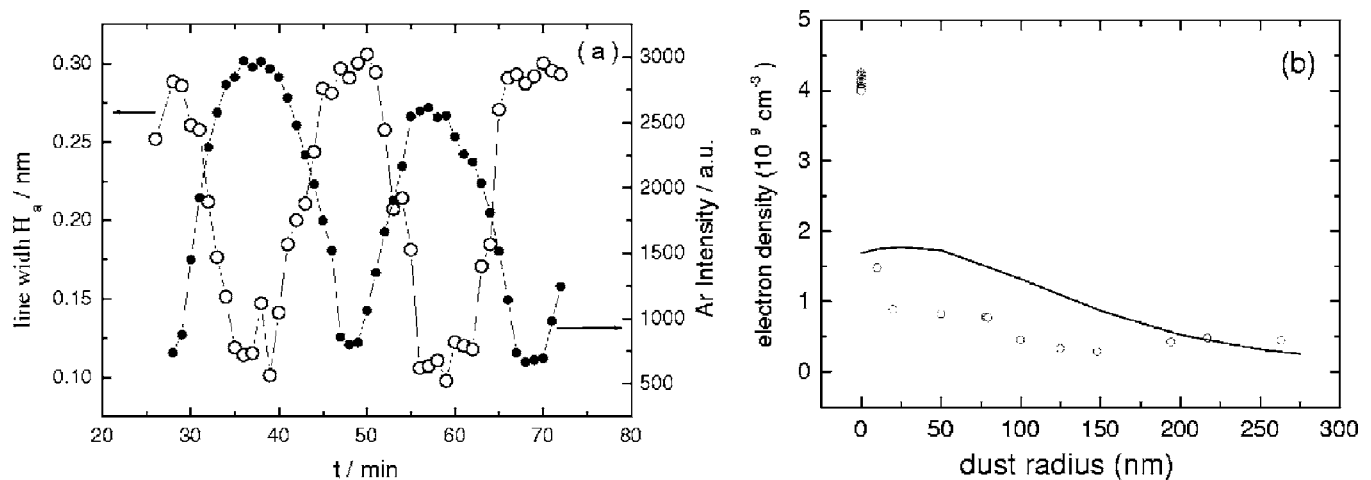 (a)
0.30
0.25
0.20
0.15
0.10
line width H a / nm
3000
2500
2000
1500
1000
500
Ar Intensity / a.u.
20 30 40 50 60 70 80
t / min
(b)
5
4
3
2
1
0
electron density (10 9 cm-3)
0 50 100 150 200 250 300
dust radius (nm)